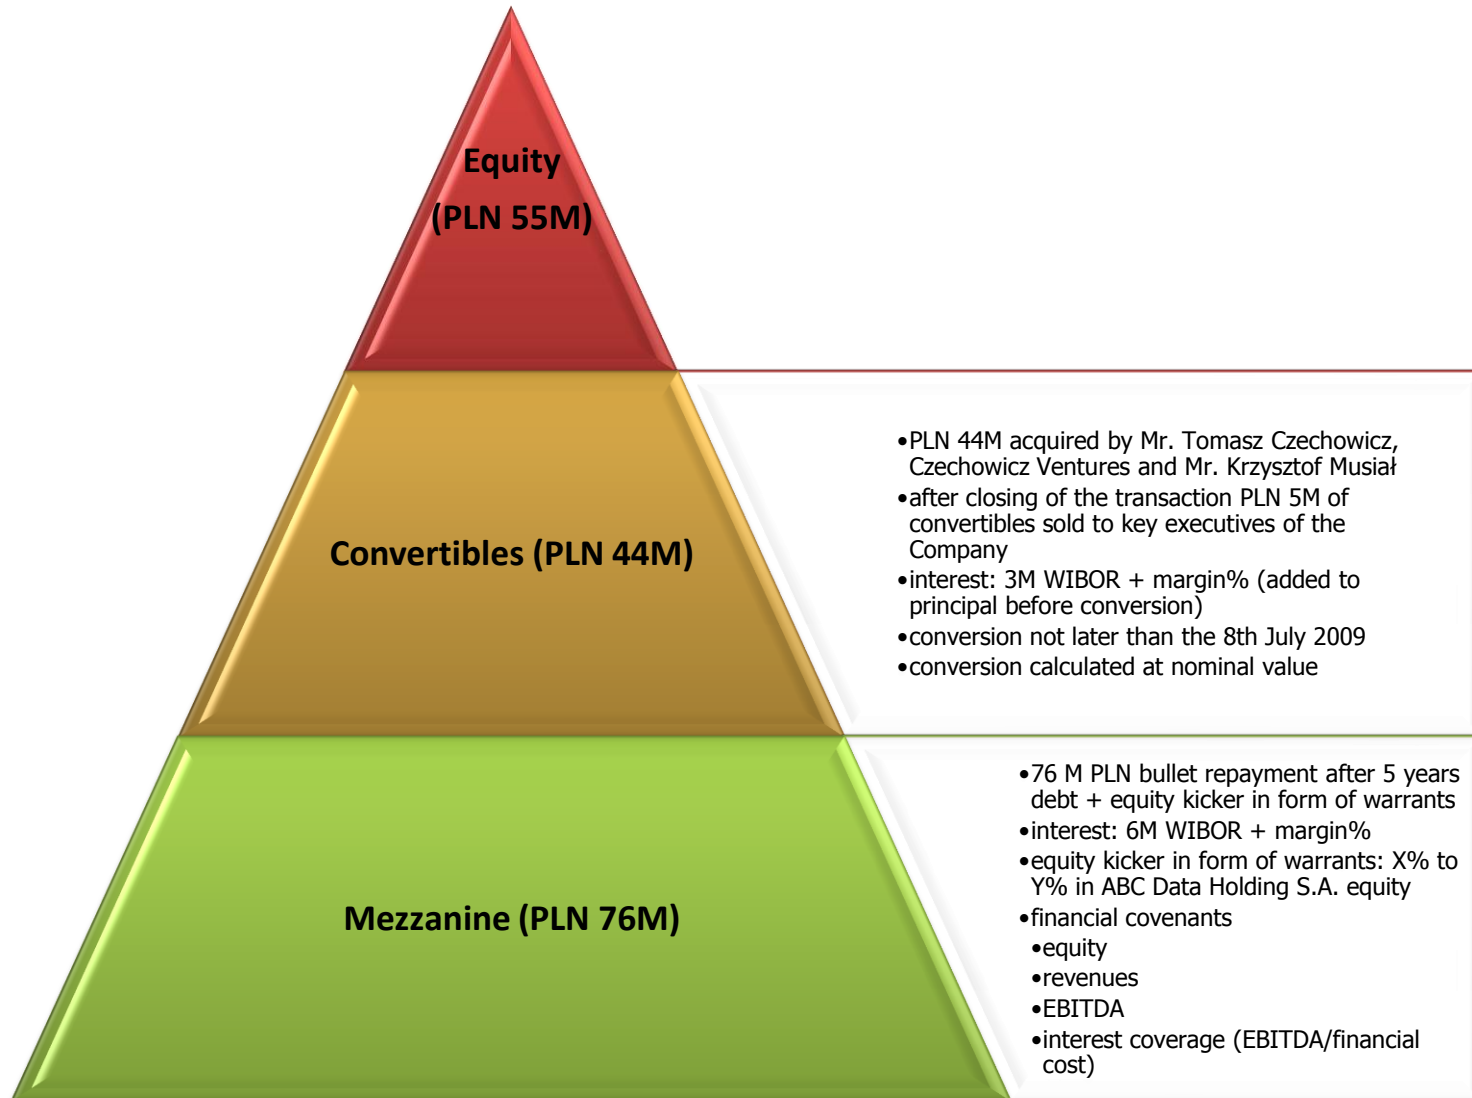 Equity
(PLN 55M)
Convertibles (PLN 44M)
•PLN 44M acquired by Mr. Tomasz Czechowicz,
Czechowicz Ventures and Mr. Krzysztof Musiał
•after closing of the transaction PLN 5M of
convertibles sold to key executives of the
Company
•interest: 3M WIBOR + margin% (added to
principal before conversion)
•conversion not later than the 8th July 2009
•conversion calculated at nominal value
Mezzanine (PLN 76M)
•76 M PLN bullet repayment after 5 years
debt + equity kicker in form of warrants
•interest: 6M WIBOR + margin%
•equity kicker in form of warrants: X% to
Y% in ABC Data Holding S.A. equity
•financial covenants
•equity
•revenues
•EBITDA
•interest coverage (EBITDA/financial
cost)